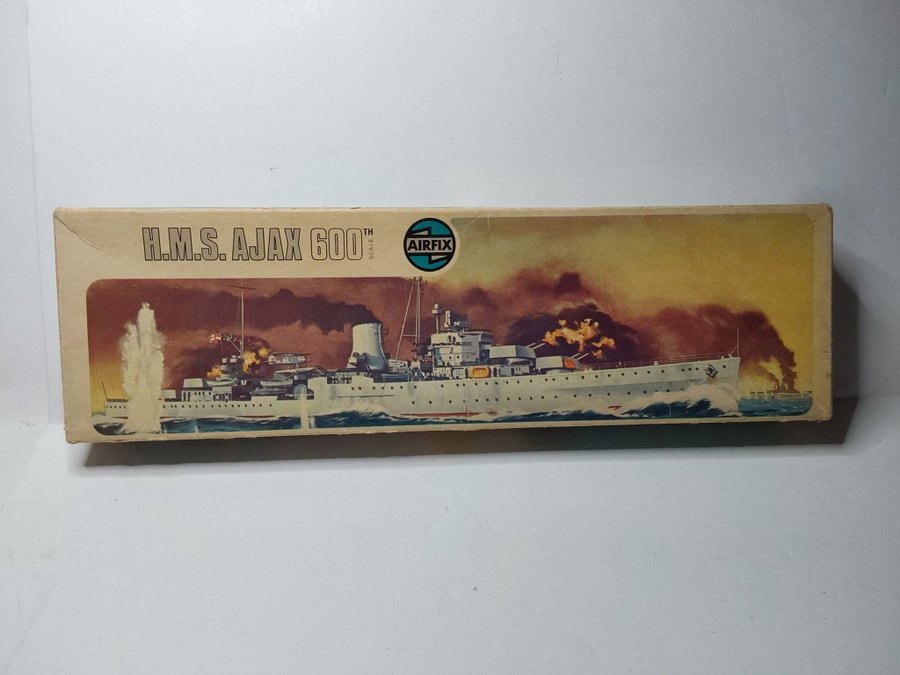 H.M.S. AJAX 600TH SCALE
AIRFIX